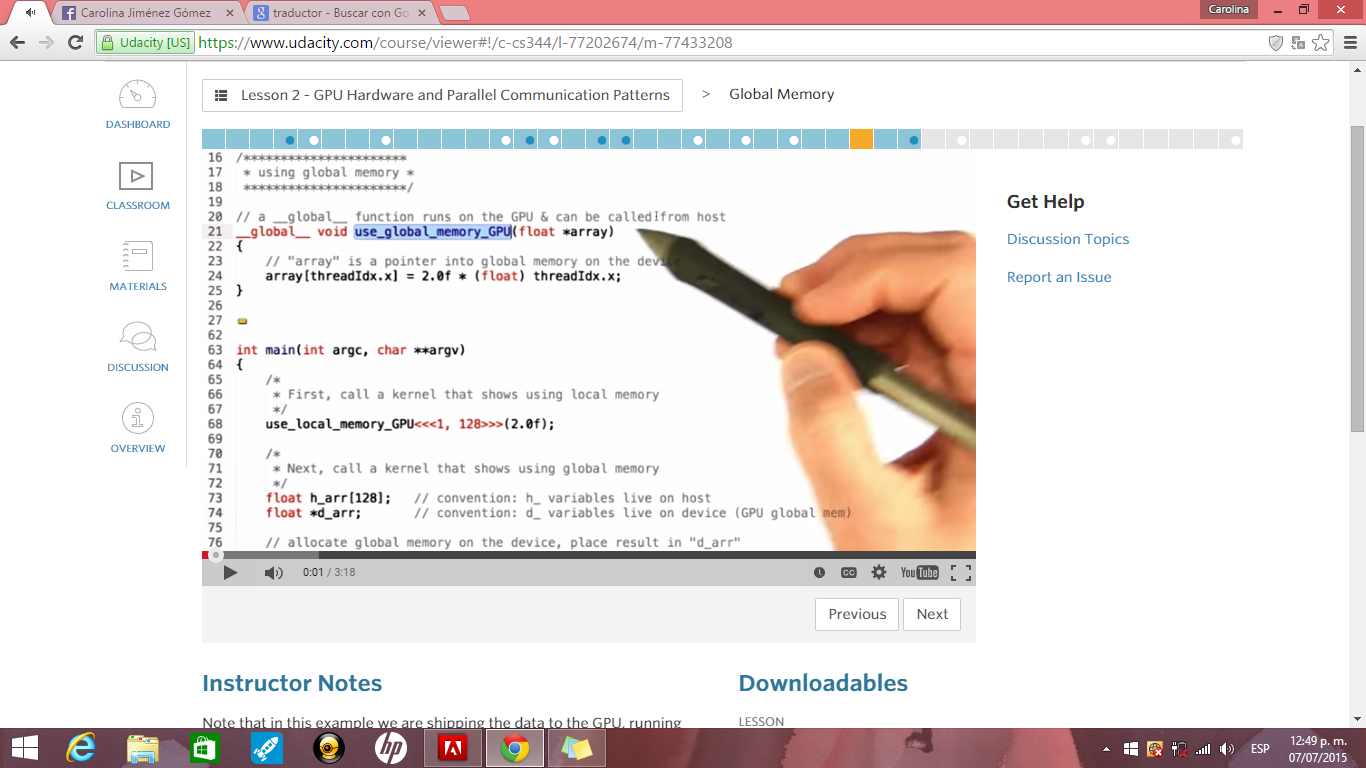 Carolina Jiménez Gómez
traductor - Buscar con Go
Carolina
Udacity [US]
https://www.udacity.com/course/viewer#!/c-cs344/l-77202674/m-77433208
DASHBOARD
CLASSROOM
MATERIALS
DISCUSSION
OVERVIEW
Lesson 2 - GPU Hardware and Parallel Communication Patterns > Global Memory
16 /***********************
17 * using global memory *
18 ***********************/
19
20 // a __global__ function runs on the GPU & can be called from host
21 __global__ void use_global_memory_GPU(float *array)
22 {
23 // "array" is a pointer into global memory on the device
24 array[threadIdx.x] = 2.0f * (float) threadIdx.x;
25 }
26
27
62
63 int main(int argc, char **argv)
64 {
65 /*
66 * First, call a kernel that shows using local memory
67 */
68 use_local_memory_GPU<<<1, 128>>>(2.0f);
69
70 /*
71 * Next, call a kernel that shows using global memory
72 */
73 float h_arr[128]; // convention: h_ variables live on host
74 float *d_arr; // convention: d_ variables live on device (GPU global mem)
75
76 // allocate global memory on the device, place result in "d_arr"
0:01 / 3:18
CC
YouTube
Previous
Next
Get Help
Discussion Topics
Report an Issue
Instructor Notes
Note that in this example we are shipping the data to the GPU, running
Downloadables
LESSON
hp
ESP
12:49 p. m.
07/07/2015